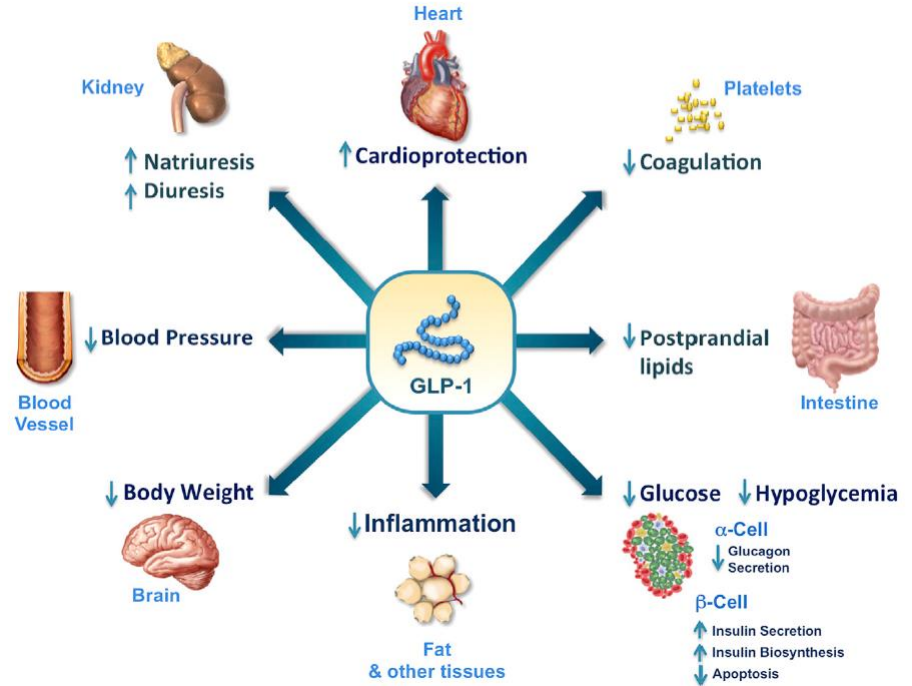 Heart
Kidney
Platelets
↑ Natriuresis
↑ Diuresis
↑ Cardioprotection
↓ Coagulation
↓ Blood Pressure
Blood
Vessel
GLP-1
↓ Postprandial
lipids
Intestine
↓ Body Weight
Brain
↓ Inflammation
Fat
& other tissues
↓ Glucose ↓ Hypoglycemia
α-Cell
↓ Glucagon
Secretion
β-Cell
↑ Insulin Secretion
↑ Insulin Biosynthesis
↓ Apoptosis